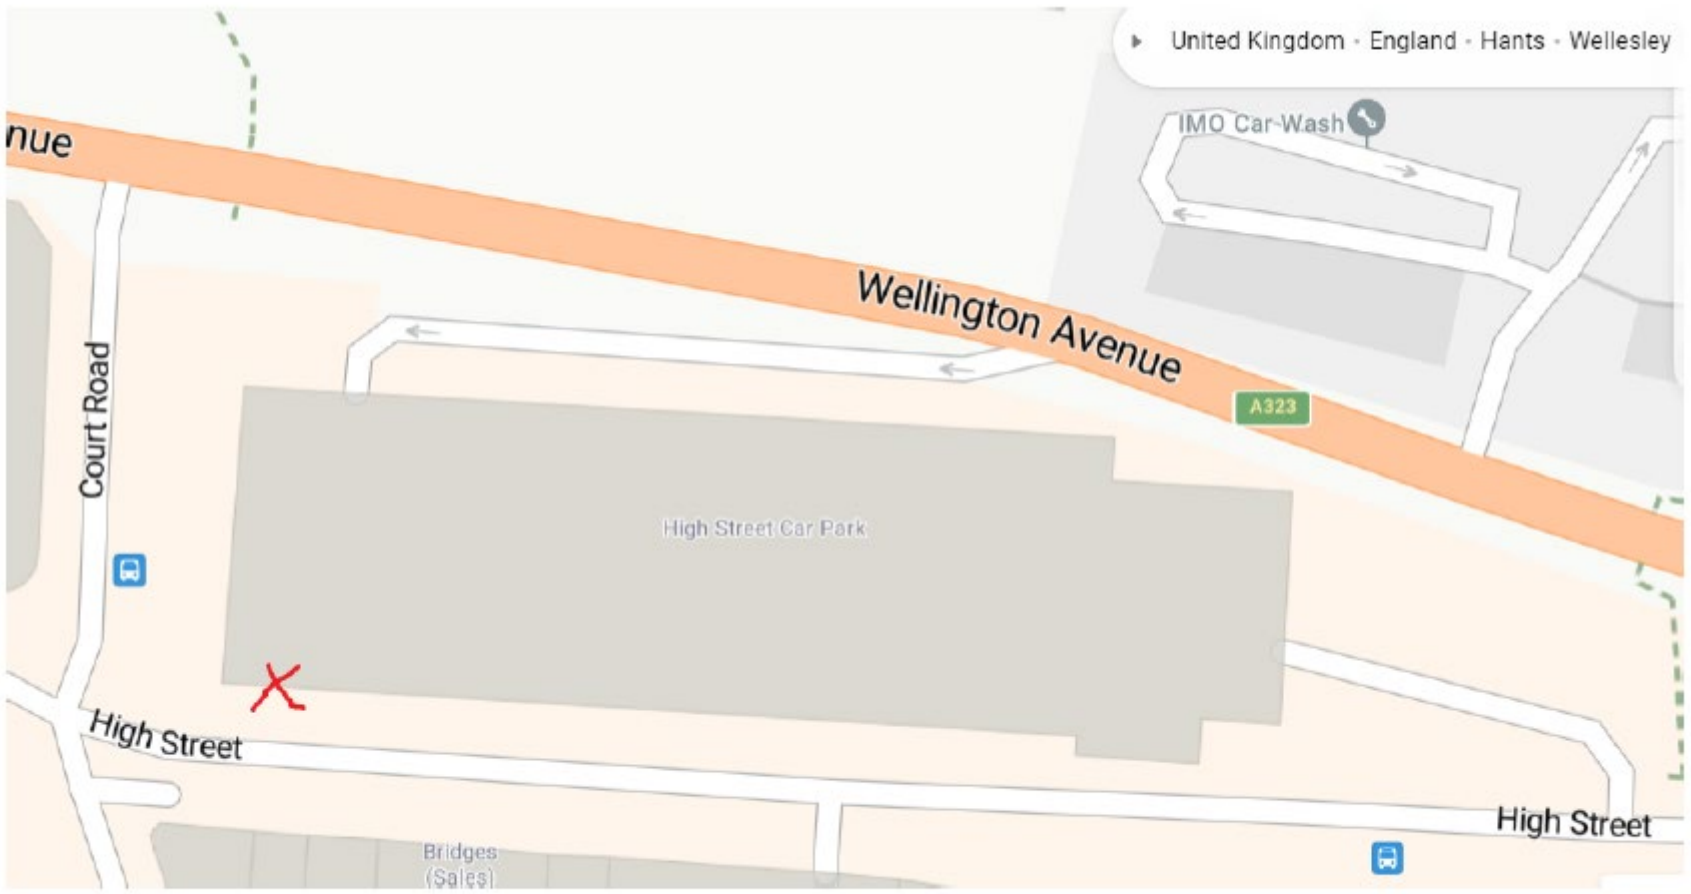 United Kingdom • England • Hants • Wellesley
IMO Car Wash
nue
Wellington Avenue
A323
Court Road
High Street Car Park
High Street
High Street
Bridges
(Sales)